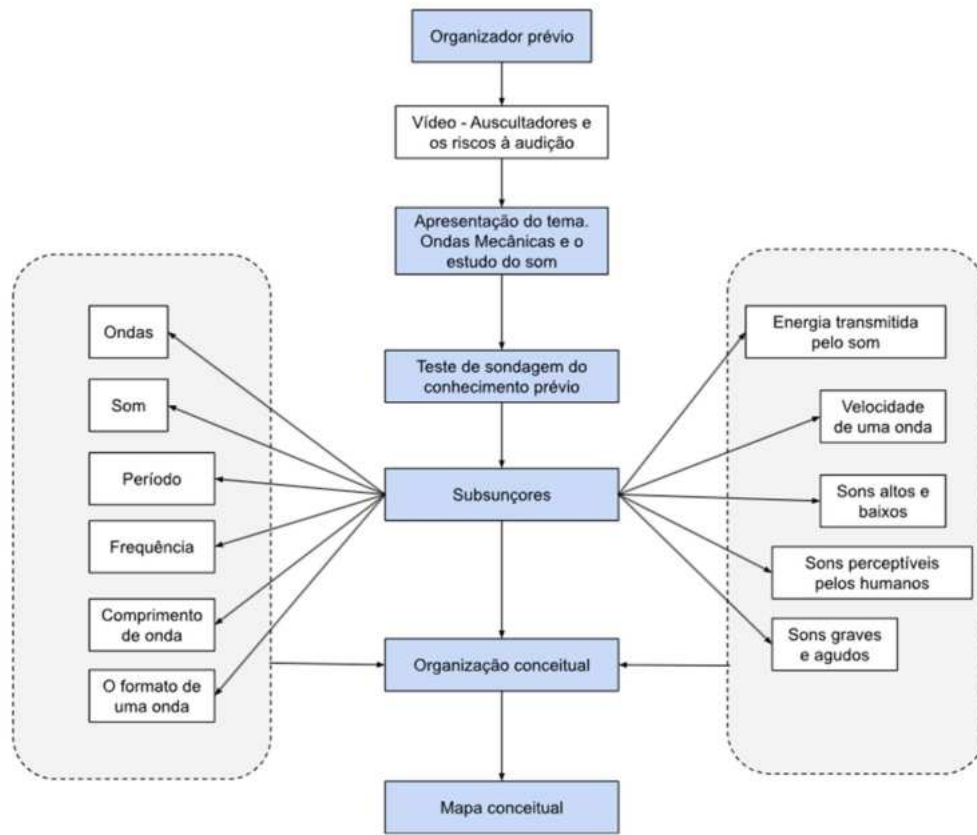 Organizador prévio
Vídeo - Auscultadores e
os riscos à audição
Apresentação do tema.
Ondas Mecânicas e o
estudo do som
Teste de sondagem do
conhecimento prévio
Subsunçores
Ondas
Som
Período
Frequência
Comprimento
de onda
O formato de
uma onda
Energia transmitida
pelo som
Velocidade
de uma onda
Sons altos e
baixos
Sons perceptíveis
pelos humanos
Sons graves
e agudos
Organização conceitual
Mapa conceitual